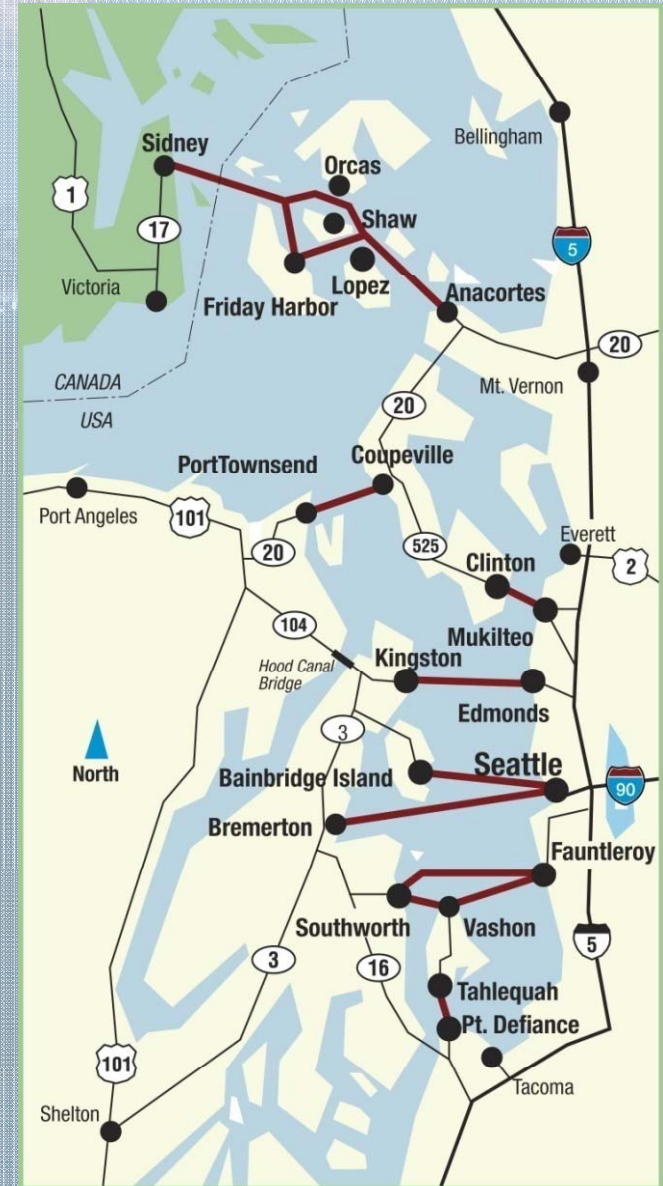 Bellingham
Sidney
Orcas
1
Shaw
17
5
Victoria
Lopez
Friday Harbor
Anacortes
20
CANADA
Mt. Vernon
USA
20
PortTownsend
Coupeville
Port Angeles
101
20
525
Everett
Clinton
2
104
Mukilteo
Hood Canal
Bridge
Kingston
Edmonds
3
North
Bainbridge Island
Seattle
90
Bremerton
Fauntleroy
Southworth
Vashon
5
3
16
Tahlequah
Pt. Defiance
101
Tacoma
Shelton